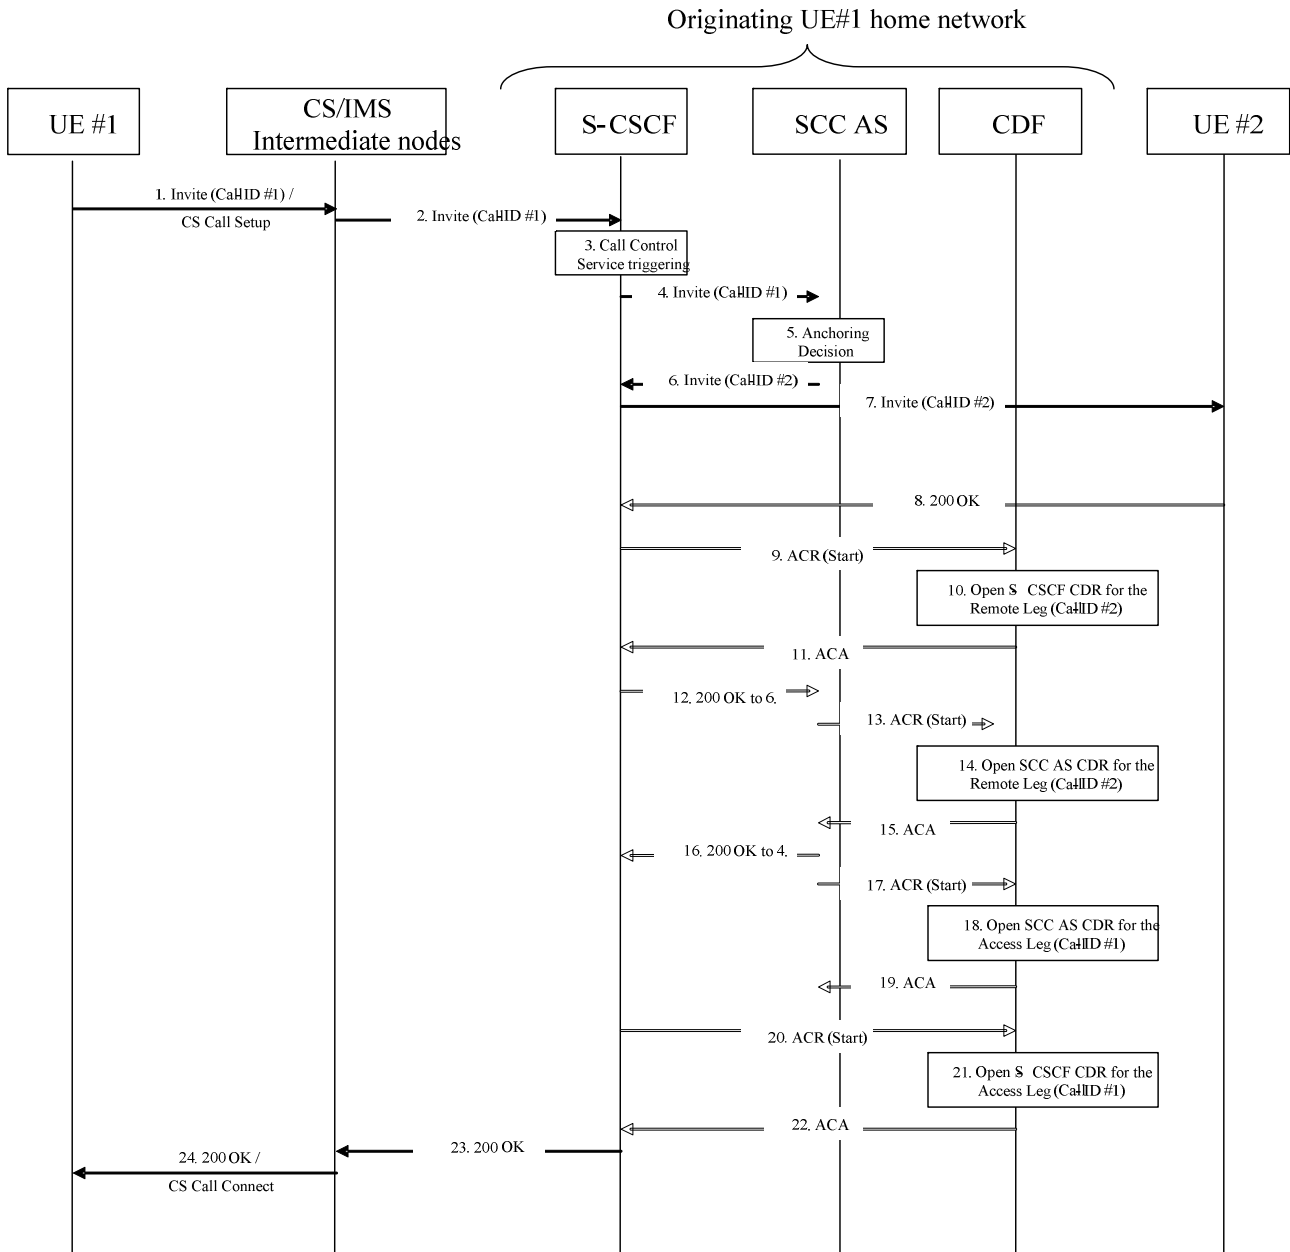 Originating UE#1 home network
UE #1
CS/IMS
Intermediate nodes
S-CSCF
SCC AS
CDF
UE #2
1. Invite (Call-ID #1) /
CS Call Setup
2. Invite (Call-ID #1)
3. Call Control
Service triggering
4. Invite (Call-ID #1)
5. Anchoring
Decision
6. Invite (Call-ID #2)
7. Invite (Call-ID #2)
8. 200 OK
9. ACR (Start)
10. Open S-CSCF CDR for the
Remote Leg (Call-ID #2)
11. ACA
12. 200 OK to 6.
13. ACR (Start)
14. Open SCC AS CDR for the
Remote Leg (Call-ID #2)
15. ACA
16. 200 OK to 4.
17. ACR (Start)
18. Open SCC AS CDR for the
Access Leg (Call-ID #1)
19. ACA
20. ACR (Start)
21. Open S-CSCF CDR for the
Access Leg (Call-ID #1)
22. ACA
23. 200 OK
24. 200 OK /
CS Call Connect